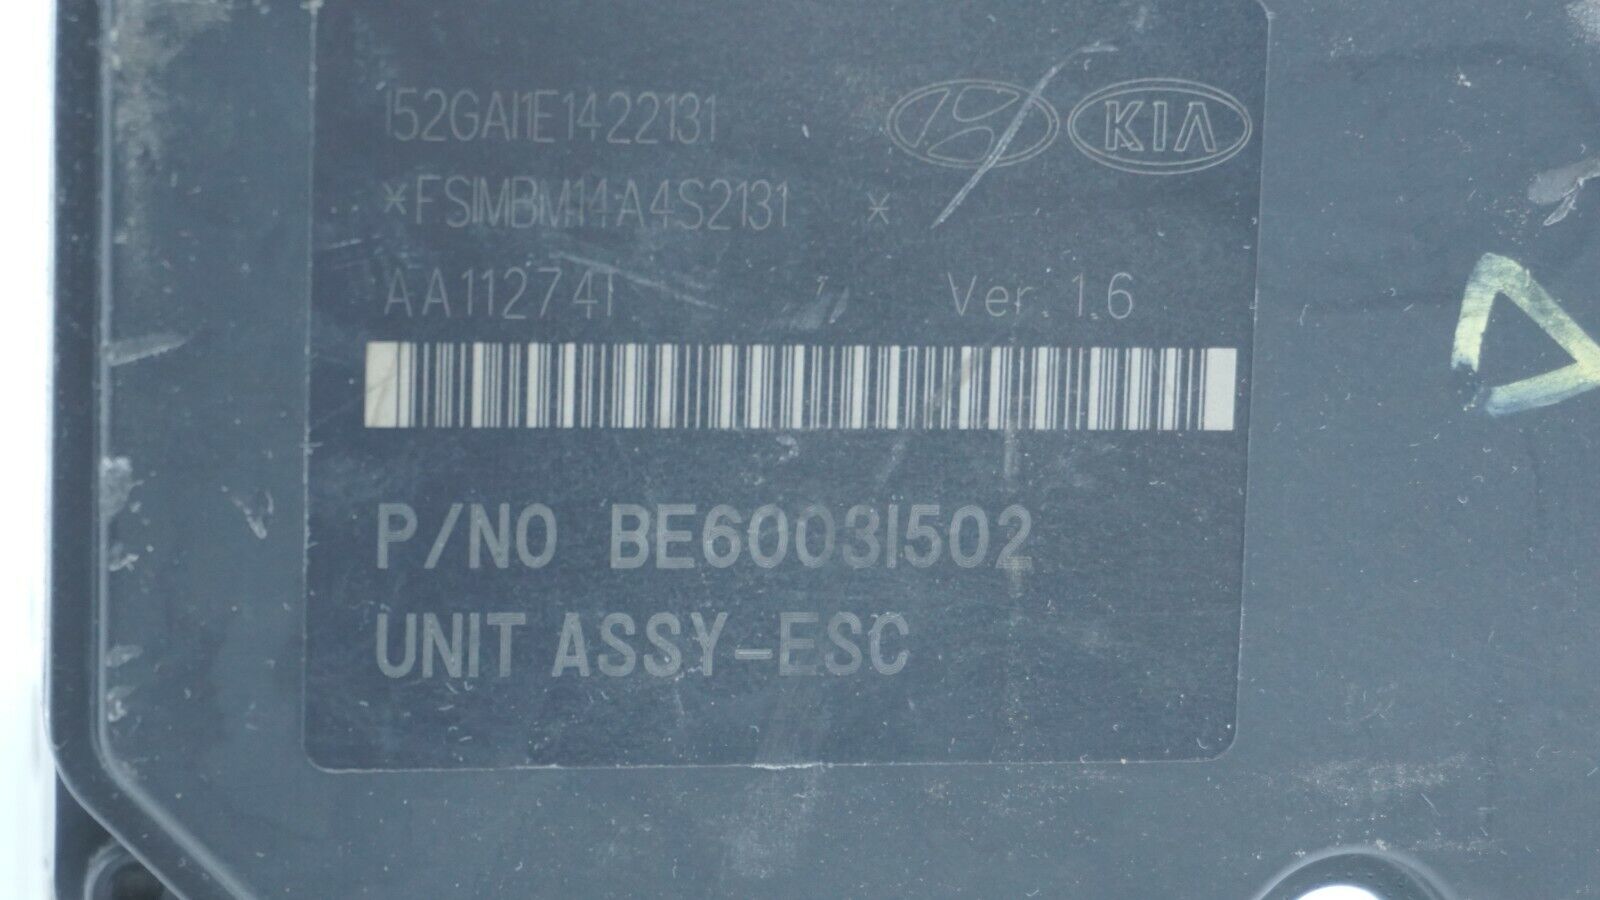 152GAI1E1422131
KIA
*FSIMBM14A4S2131 *
AA112741 Ver. 1.6
P/NO BE6003I502
UNIT ASSY-ESC